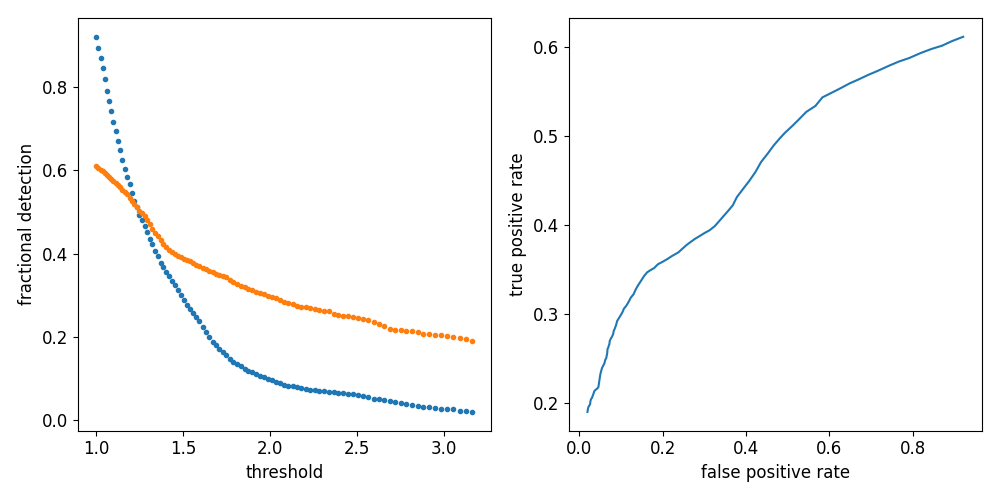 fractional detection
0.8
0.6
0.4
0.2
0.0
1.0 1.5 2.0 2.5 3.0
threshold
true positive rate
0.6
0.5
0.4
0.3
0.2
0.0 0.2 0.4 0.6 0.8
false positive rate